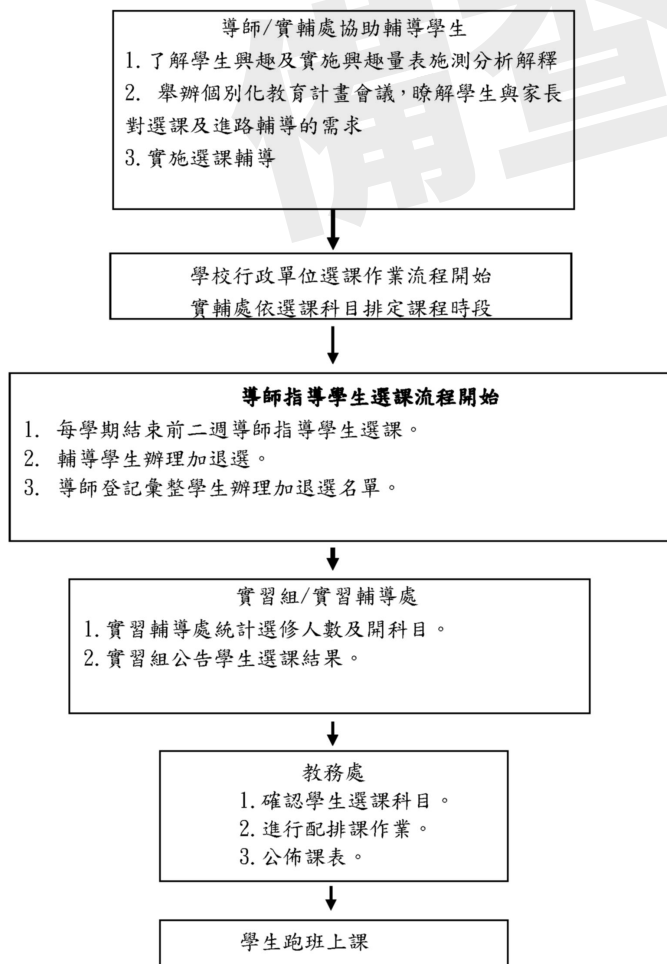 備查
導師/實輔處協助輔導學生
1.了解學生興趣及實施興趣量表施測分析解釋
2. 舉辦個別化教育計畫會議，瞭解學生與家長
對選課及進路輔導的需求
3.實施選課輔導
學校行政單位選課作業流程開始
實輔處依選課科目排定課程時段
導師指導學生選課流程開始
1. 每學期結束前二週導師指導學生選課。
2. 輔導學生辦理加退選。
3. 導師登記彙整學生辦理加退選名單。
實習組/實習輔導處
1.實習輔導處統計選修人數及開科目。
2.實習組公告學生選課結果。
教務處
1.確認學生選課科目。
2.進行配排課作業。
3.公佈課表。
學生跑班上課